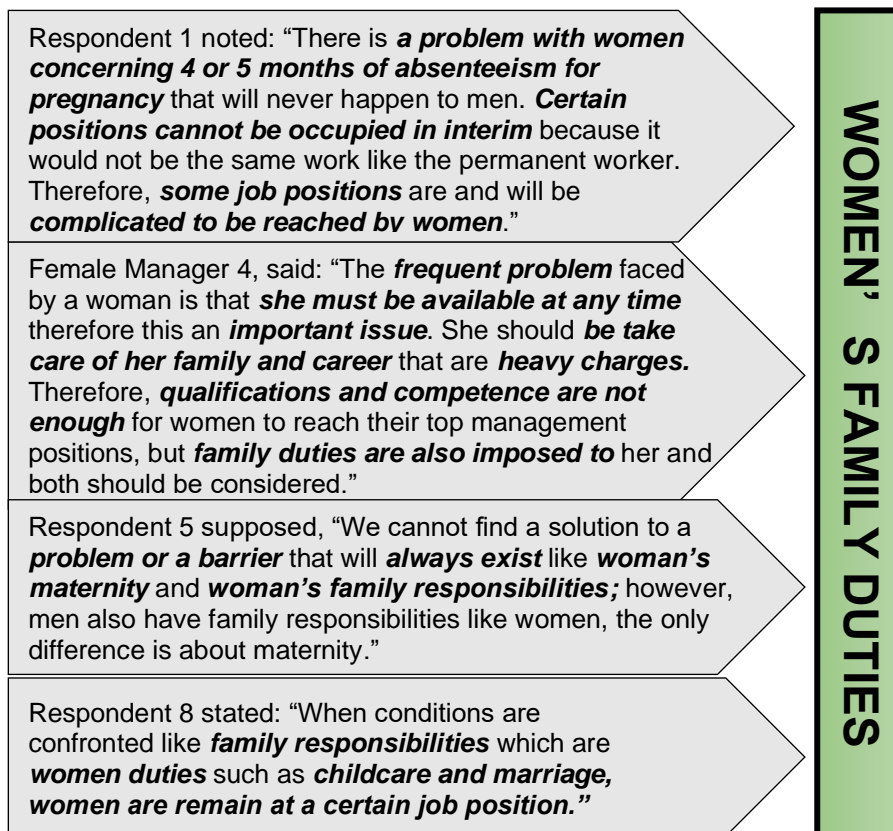 Respondent 1 noted: “There is a problem with women
concerning 4 or 5 months of absenteeism for
pregnancy that will never happen to men. Certain
positions cannot be occupied in interim because it
would not be the same work like the permanent worker.
Therefore, some job positions are and will be
complicated to be reached by women.”
Female Manager 4, said: “The frequent problem faced
by a woman is that she must be available at any time
therefore this an important issue. She should be take
care of her family and career that are heavy charges.
Therefore, qualifications and competence are not
enough for women to reach their top management
positions, but family duties are also imposed to her and
both should be considered.”
Respondent 5 supposed, “We cannot find a solution to a
problem or a barrier that will always exist like woman’s
maternity and woman’s family responsibilities; however,
men also have family responsibilities like women, the only
difference is about maternity.”
Respondent 8 stated: “When conditions are
confronted like family responsibilities which are
women duties such as childcare and marriage,
women are remain at a certain job position.”
WOMEN’ S FAMILY DUTIES